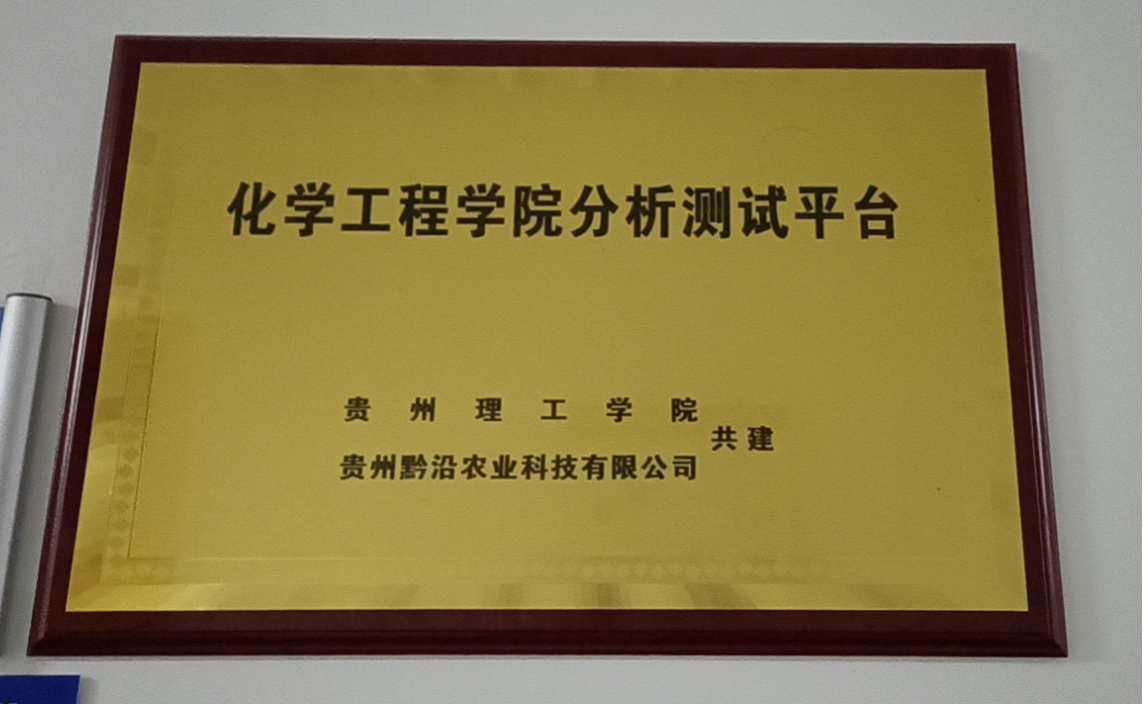 化学工程学院分析测试平台
贵州理工学院
共建
贵州黔沿农业科技有限公司